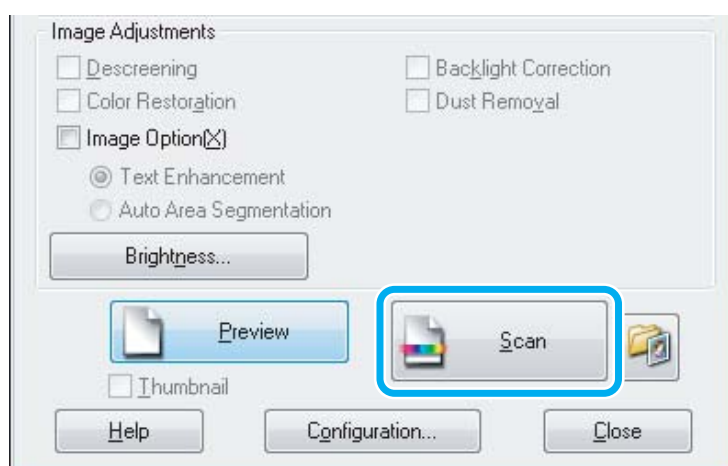 Image Adjustments
Descreening Backlight Correction
Color Restoration Dust Removal
Image Option(X)
Text Enhancement
Auto Area Segmentation
Brightness...
Preview Scan
Thumbnail
Help Configuration... Close